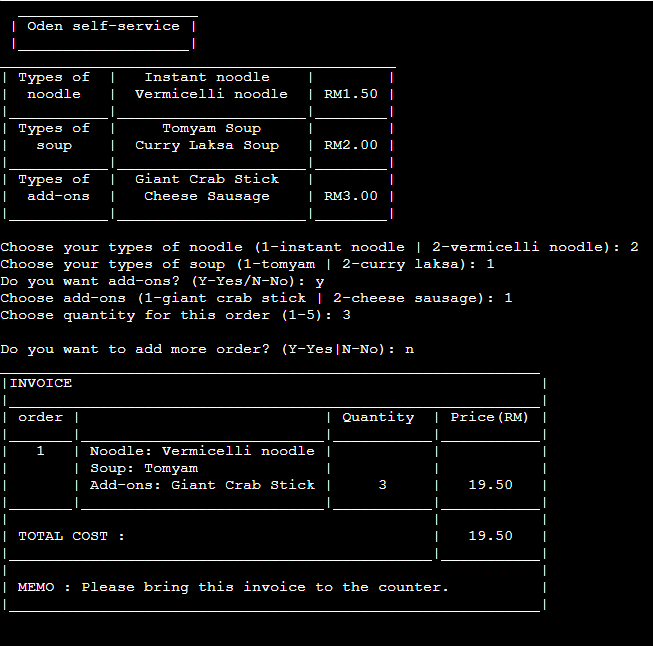 Oden self-service
Types of noodle Instant noodle Vermicelli noodle RM1.50
Types of soup Tomyam Soup Curry Laksa Soup RM2.00
Types of add-ons Giant Crab Stick Cheese Sausage RM3.00
Choose your types of noodle (1-instant noodle | 2-vermicelli noodle): 2
Choose your types of soup (1-tomyam | 2-curry laksa): 1
Do you want add-ons? (Y-Yes/N-No): y
Choose add-ons (1-giant crab stick | 2-cheese sausage): 1
Choose quantity for this order (1-5): 3
Do you want to add more order? (Y-Yes|N-No): n
INVOICE
order Quantity Price(RM)
1 Noodle: Vermicelli noodle
Soup: Tomyam
Add-ons: Giant Crab Stick 3 19.50
TOTAL COST : 19.50
MEMO : Please bring this invoice to the counter.